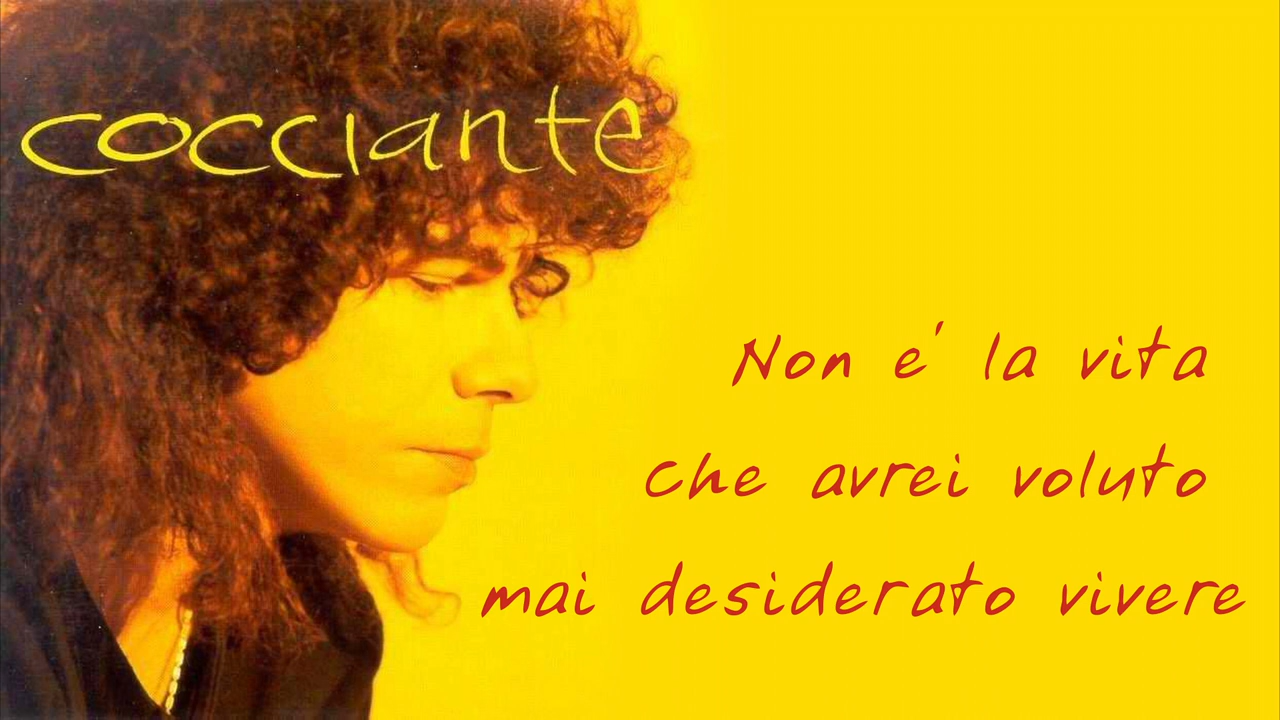 cocciante
Non e' la vita
che avrei voluto
mai desiderato vivere